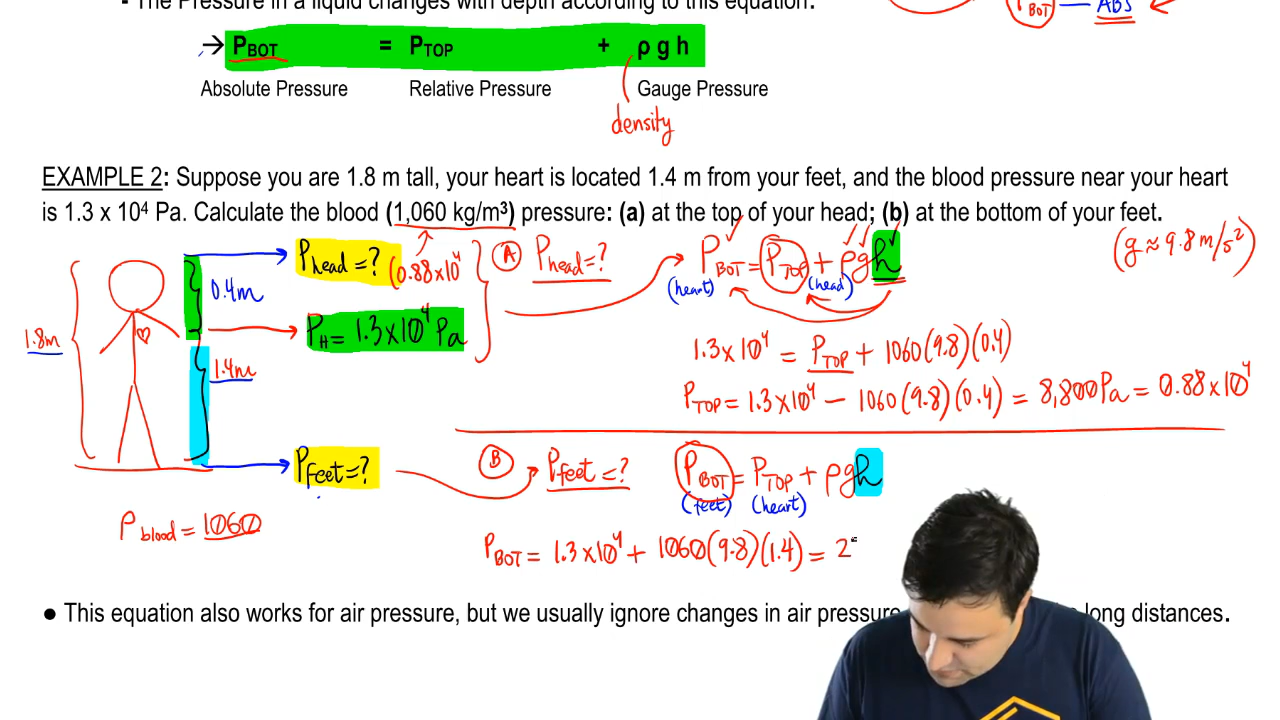 - The Pressure in a liquid changes with depth according to this equation:
PBOT — ABS
→ PBOT = PTOP + ρ g h
Absolute Pressure Relative Pressure Gauge Pressure
density
EXAMPLE 2: Suppose you are 1.8 m tall, your heart is located 1.4 m from your feet, and the blood pressure near your heart
is 1.3 x 10⁴ Pa. Calculate the blood (1,060 kg/m³) pressure: (a) at the top of your head; (b) at the bottom of your feet.
(g ≈ 9.8 m/s²)
Phead = ? (0.88x10⁴
0.4m
PH = 1.3x10⁴ Pa
1.8m
1.4m
Pfeet = ?
ρblood = 1060
A Phead = ? PBOT = PTOP + ρgh
(heart) (head)
1.3x10⁴ = PTOP + 1060(9.8)(0.4)
PTOP = 1.3x10⁴ – 1060(9.8)(0.4) = 8,800Pa = 0.88x10⁴
B Pfeet = ? PBOT = PTOP + ρgh
(feet) (heart)
PBOT = 1.3x10⁴ + 1060(9.8)(1.4) = 2
● This equation also works for air pressure, but we usually ignore changes in air pressure long distances.